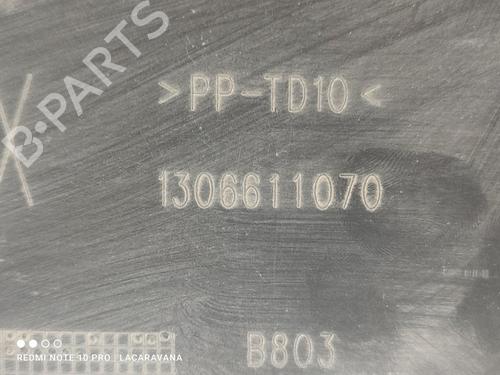 B·PARTS
>PP-TD10<
1306611070
B803
REDMI NOTE 10 PRO | LACARAVANA